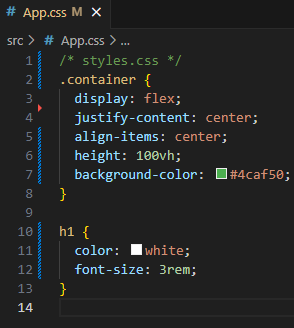 # App.css M
src > # App.css > ...
1 /* styles.css */
2 .container {
3 display: flex;
4 justify-content: center;
5 align-items: center;
6 height: 100vh;
7 background-color: #4caf50;
8 }
9
10 h1 {
11 color: white;
12 font-size: 3rem;
13 }
14